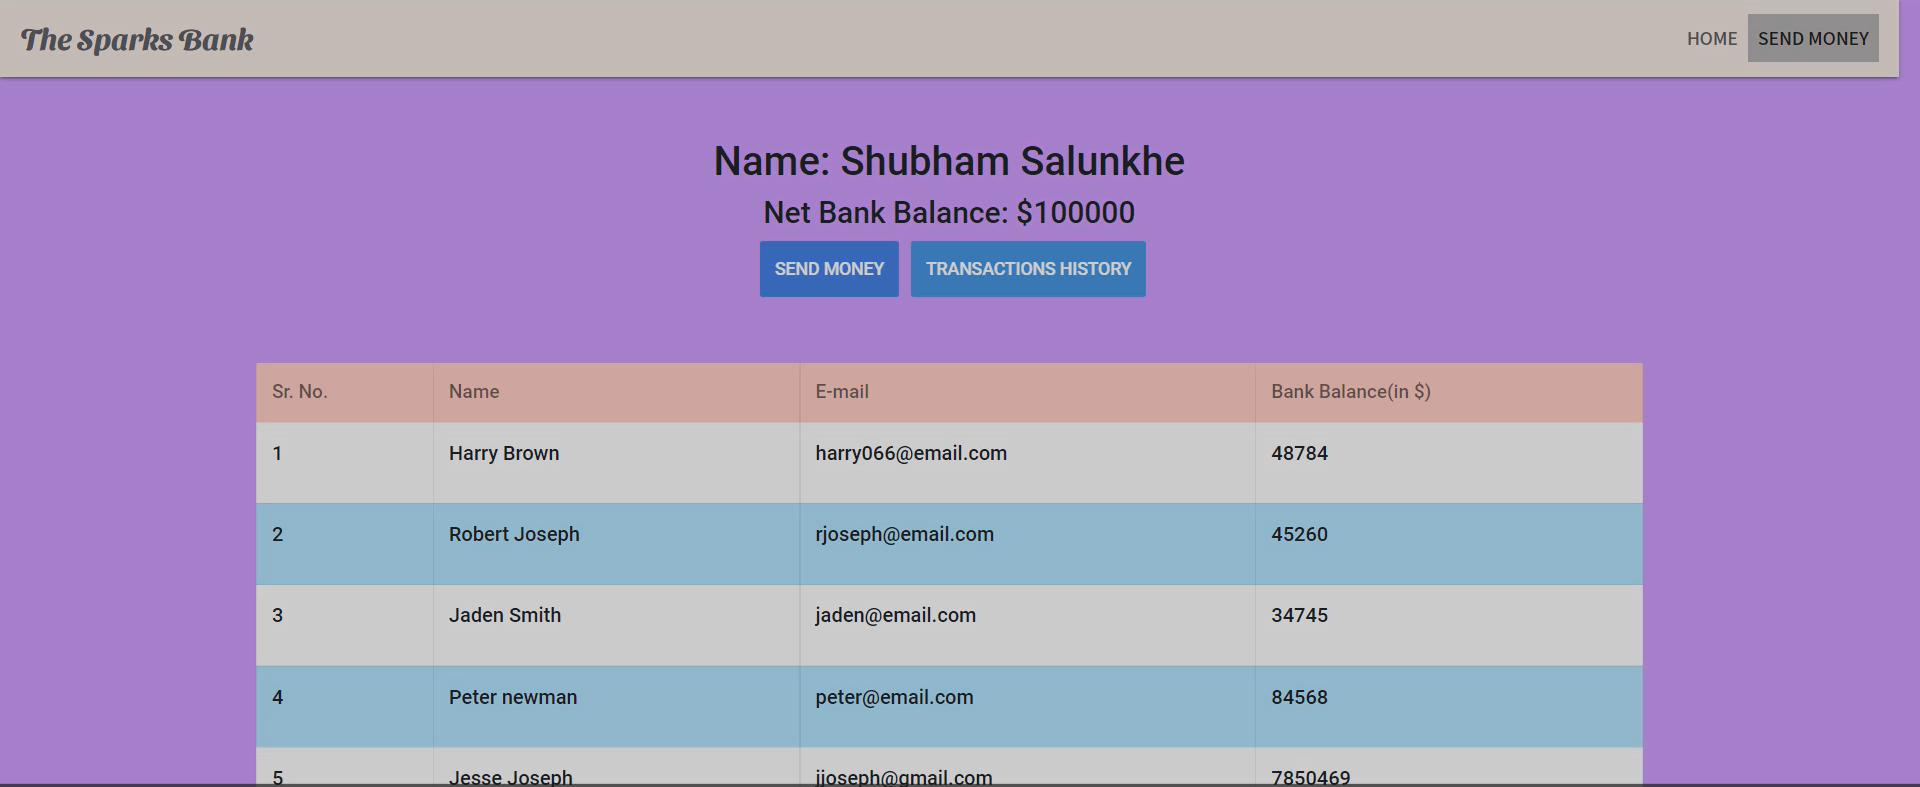 The Sparks Bank HOME SEND MONEY
Name: Shubham Salunkhe
Net Bank Balance: $100000
SEND MONEY TRANSACTIONS HISTORY
Sr. No. Name E-mail Bank Balance(in $)
1 Harry Brown harry066@email.com 48784
2 Robert Joseph rjoseph@email.com 45260
3 Jaden Smith jaden@email.com 34745
4 Peter newman peter@email.com 84568
5 Jesse Joseph jjoseph@gmail.com 7850469